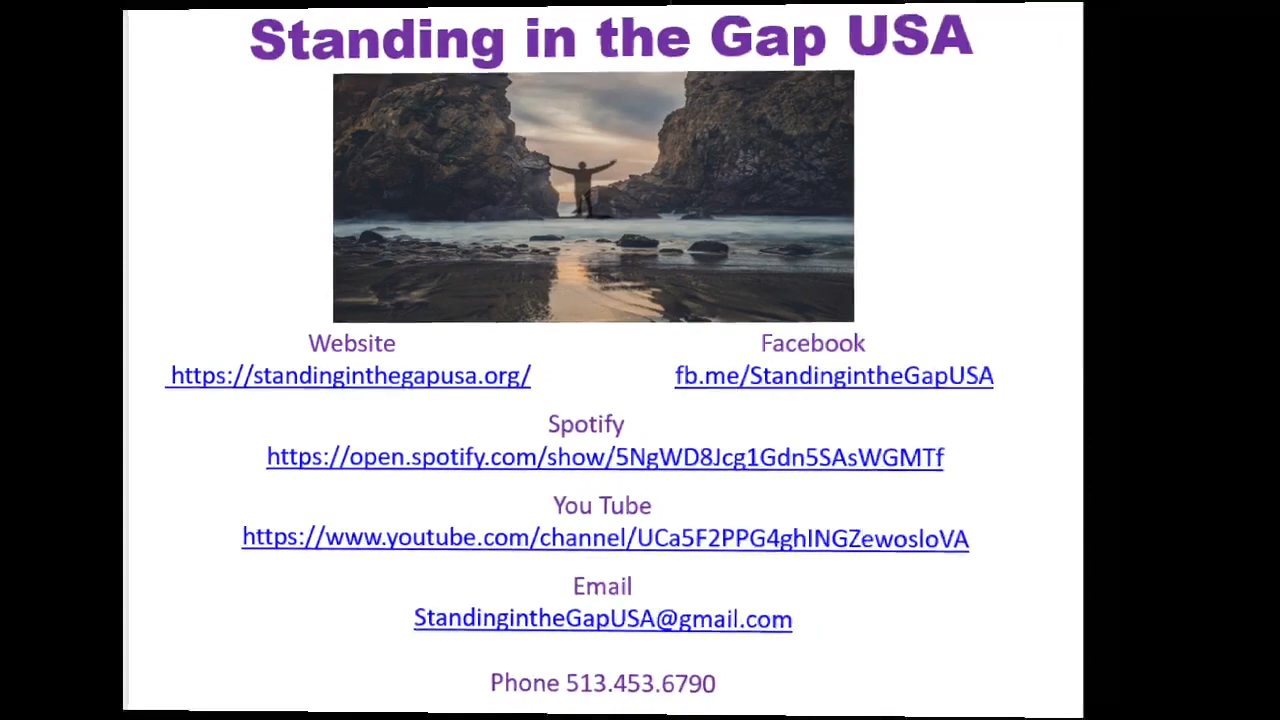 Standing in the Gap USA
Website
https://standinginthegapusa.org/
Facebook
fb.me/StandingintheGapUSA
Spotify
https://open.spotify.com/show/5NgWD8Jcg1Gdn5SAsWGMTf
You Tube
https://www.youtube.com/channel/UCa5F2PPG4ghINGZewosloVA
Email
StandingintheGapUSA@gmail.com
Phone 513.453.6790